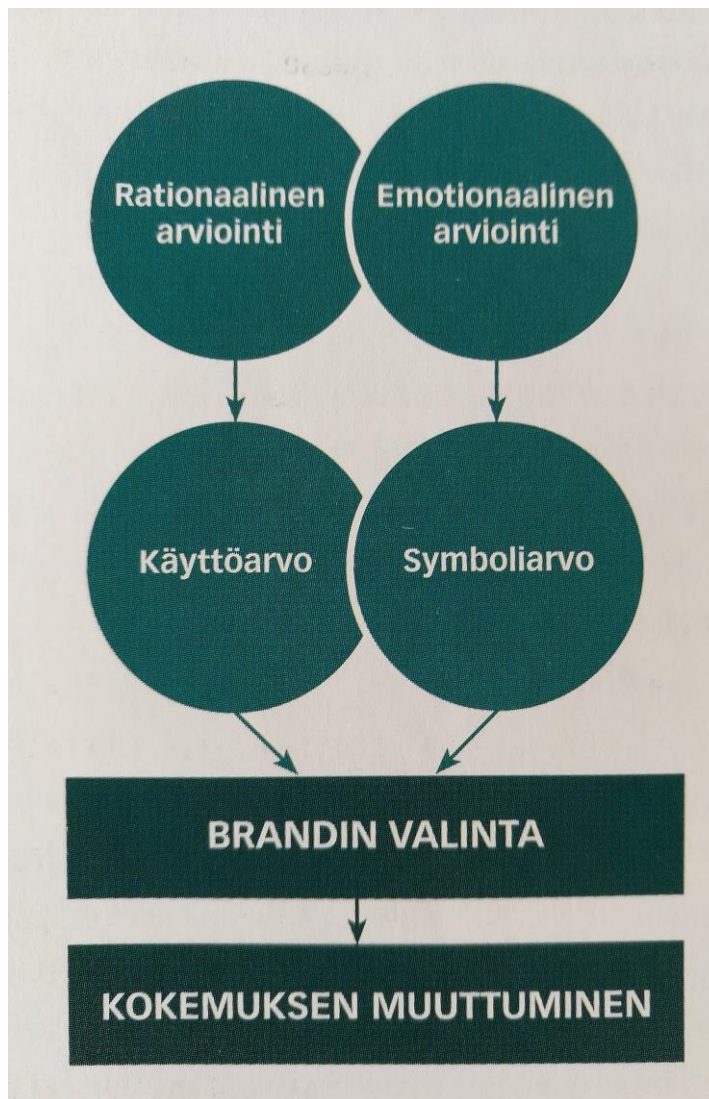 Rationaalinen
arviointi
Emotionaalinen
arviointi
Käyttöarvo
Symboliarvo
BRANDIN VALINTA
KOKEMUKSEN MUUTTUMINEN